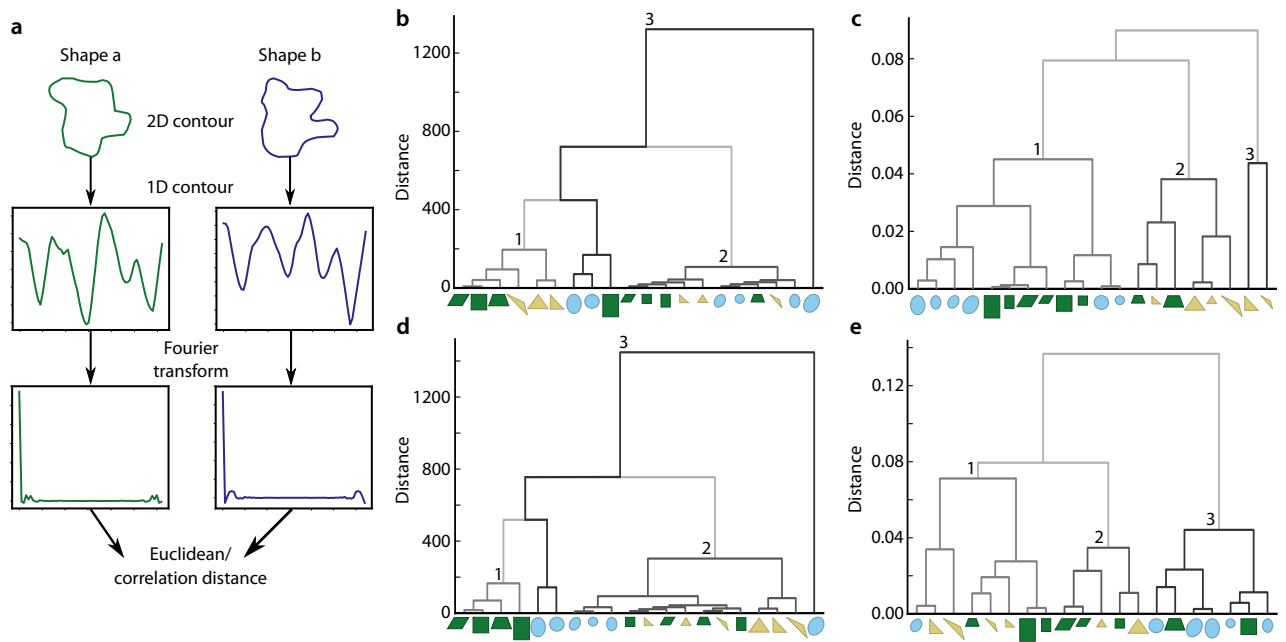 a
Shape a
Shape b
2D contour
1D contour
Fourier
transform
Euclidean/
correlation distance
b
Distance
1200
800
400
0
1
2
3
c
Distance
0.08
0.06
0.04
0.02
0.00
1
2
3
d
Distance
1200
800
400
0
1
2
3
e
Distance
0.12
0.08
0.04
0.00
1
2
3